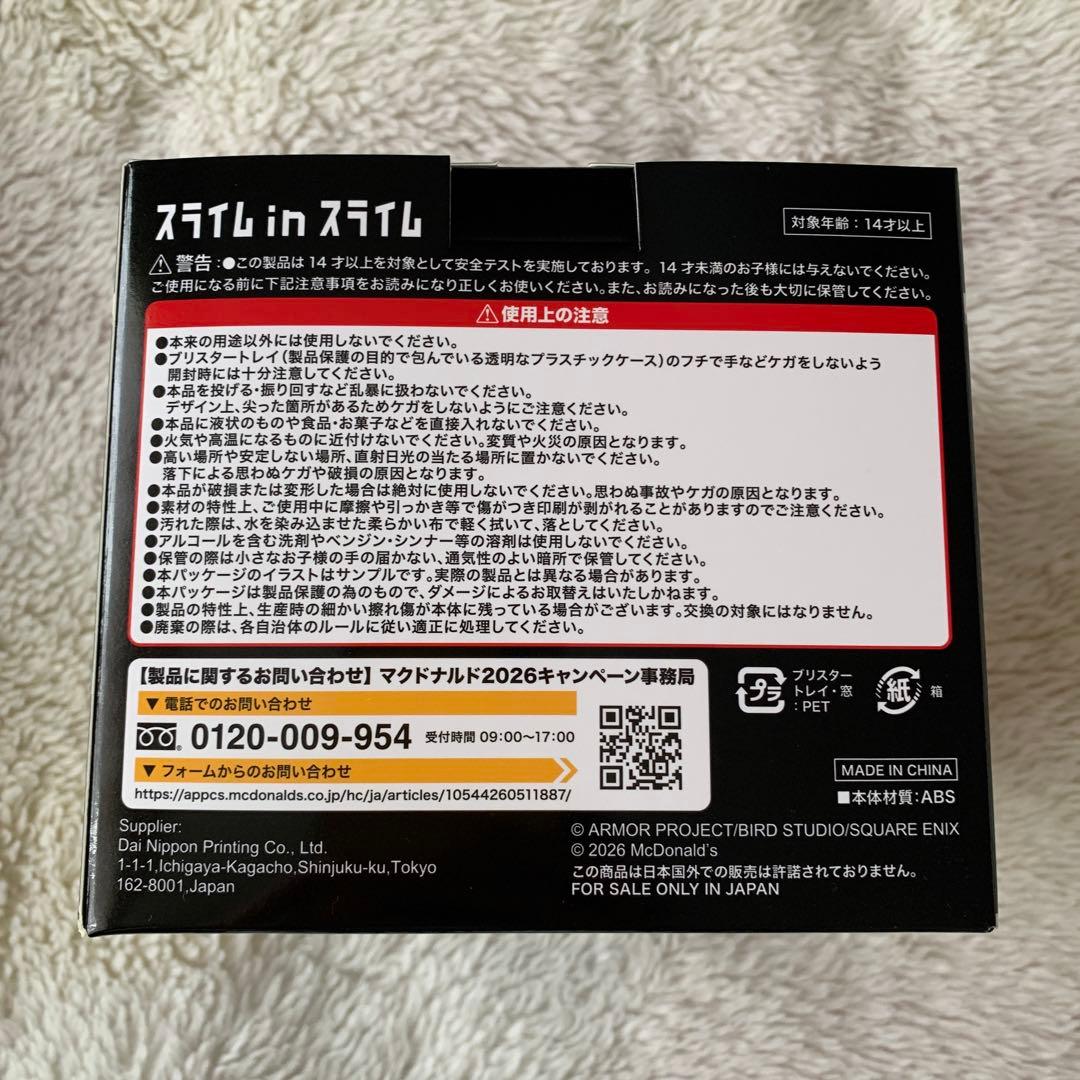 スライム in スライム
対象年齢：14才以上
⚠警告：●この製品は14才以上を対象として安全テストを実施しております。14才未満のお子様には与えないでください。
ご使用になる前に下記注意事項をお読みになり正しくお使いください。また、お読みになった後も大切に保管してください。
⚠使用上の注意
●本来の用途以外には使用しないでください。
●ブリスタートレイ（製品保護の目的で包んでいる透明なプラスチックケース）のフチで手などケガをしないよう
開封時には十分注意してください。
●本品を投げる・振り回すなど乱暴に扱わないでください。
デザイン上、尖った箇所があるためケガをしないようにご注意ください。
●本品に液状のものや食品・お菓子などを直接入れないでください。
●火気や高温になるものに近付けないでください。変質や火災の原因となります。
●高い場所や安定しない場所、直射日光の当たる場所に置かないでください。
落下による思わぬケガや破損の原因となります。
●本品が破損または変形した場合は絶対に使用しないでください。思わぬ事故やケガの原因となります。
●素材の特性上、ご使用中に摩擦や引っかき等で傷がつき印刷が剥がれることがありますのでご注意ください。
●汚れた際は、水を染み込ませた柔らかい布で軽く拭いて、落としてください。
●アルコールを含む洗剤やベンジン・シンナー等の溶剤は使用しないでください。
●保管の際は小さなお子様の手の届かない、通気性のよい暗所で保管してください。
●本パッケージのイラストはサンプルです。実際の製品とは異なる場合があります。
●本パッケージは製品保護の為のもので、ダメージによるお取替えはいたしかねます。
●製品の特性上、生産時の細かい擦れ傷が本体に残っている場合がございます。交換の対象にはなりません。
●廃棄の際は、各自治体のルールに従い適正に処理してください。
【製品に関するお問い合わせ】マクドナルド2026キャンペーン事務局
▼電話でのお問い合わせ
0120-009-954 受付時間 09:00〜17:00
▼フォームからのお問い合わせ
https://appcs.mcdonalds.co.jp/hc/ja/articles/10544260511887/
プラ
ブリスター
トレイ・窓
：PET
紙
箱
MADE IN CHINA
■本体材質：ABS
Supplier:
Dai Nippon Printing Co., Ltd.
1-1-1,Ichigaya-Kagacho,Shinjuku-ku,Tokyo
162-8001,Japan
© ARMOR PROJECT/BIRD STUDIO/SQUARE ENIX
© 2026 McDonald's
この商品は日本国外での販売は許諾されておりません。
FOR SALE ONLY IN JAPAN